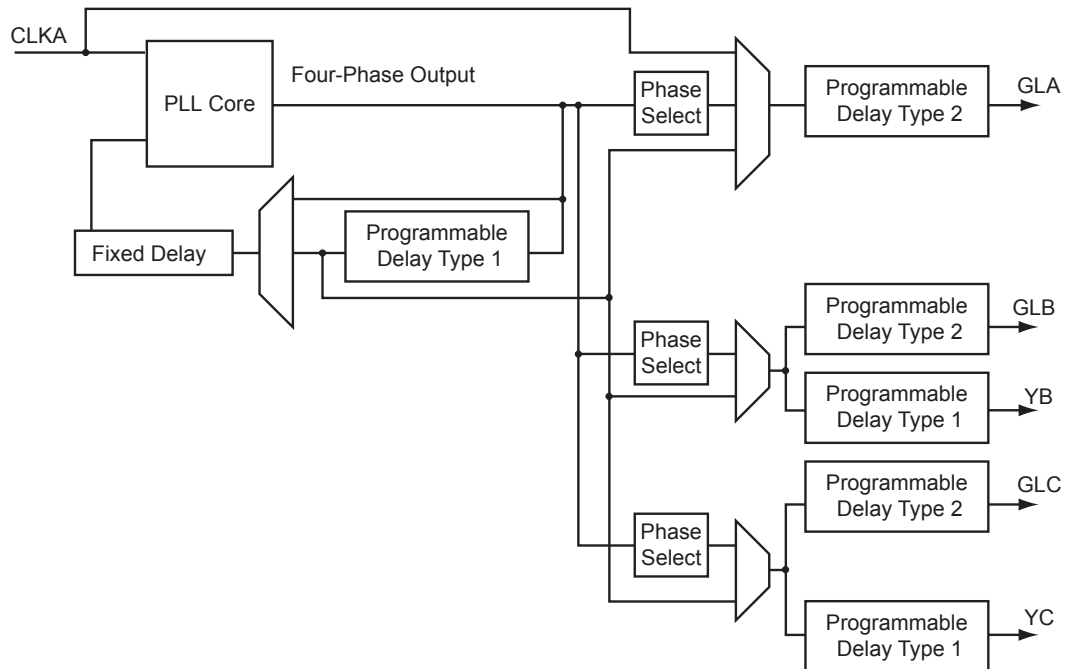 CLKA
PLL Core
Four-Phase Output
Phase
Select
Programmable
Delay Type 2
GLA
Fixed Delay
Programmable
Delay Type 1
Phase
Select
Programmable
Delay Type 2
GLB
Programmable
Delay Type 1
YB
Phase
Select
Programmable
Delay Type 2
GLC
Programmable
Delay Type 1
YC